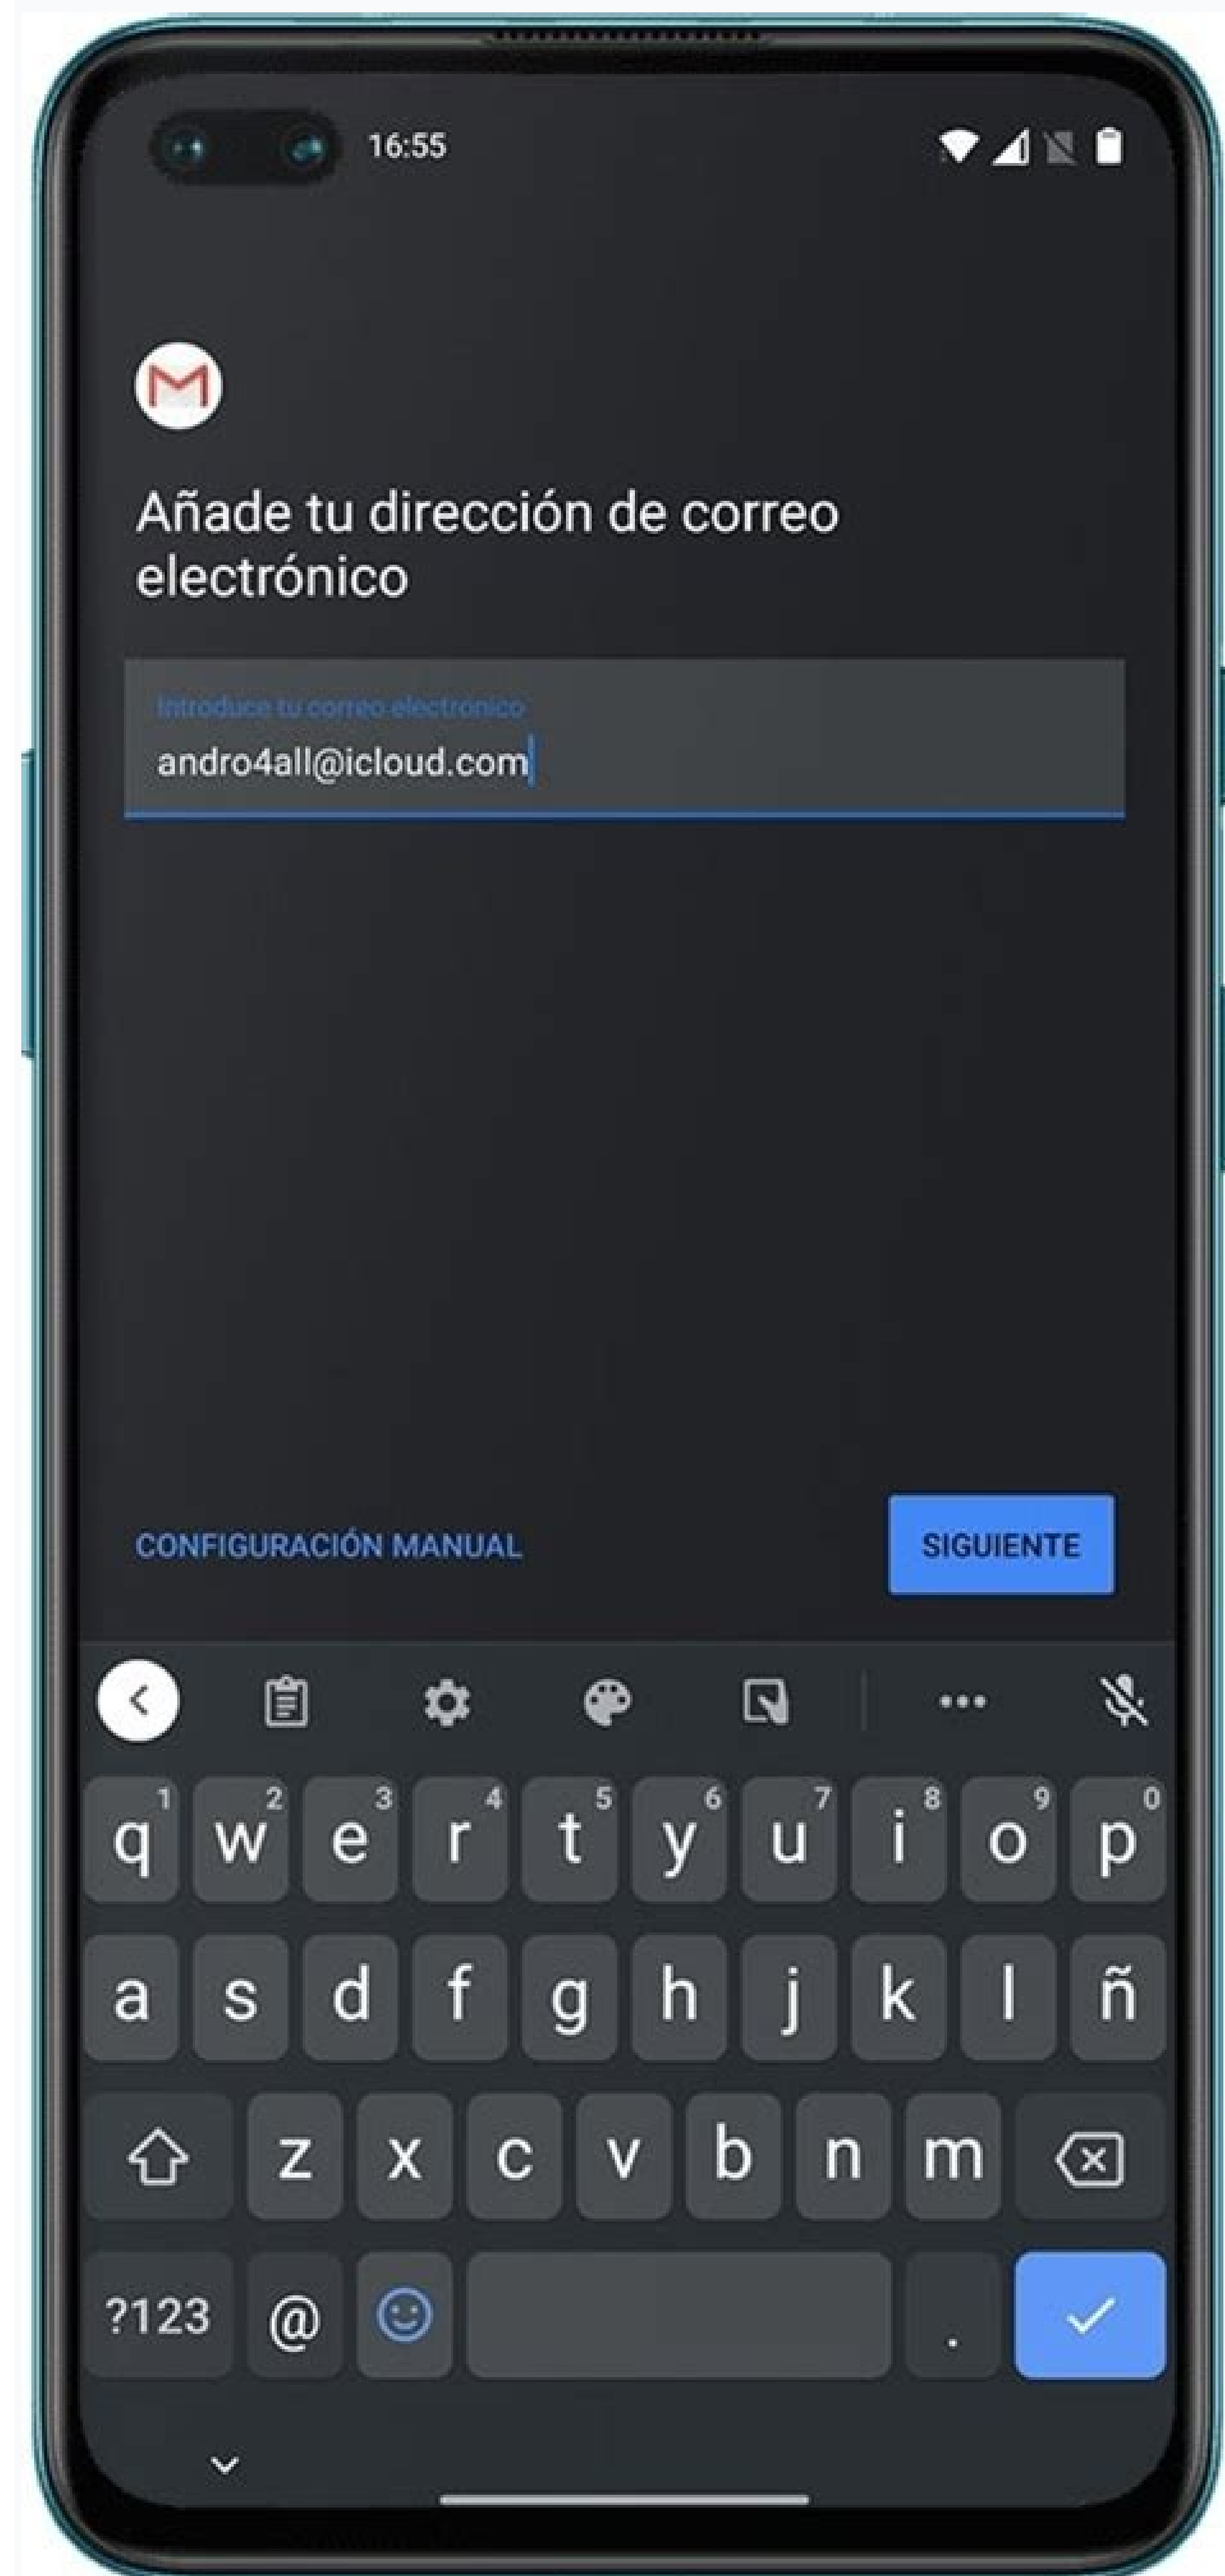 16:55
Añade tu dirección de correo
electrónico
Introduce tu correo electrónico
andro4all@icloud.com
CONFIGURACIÓN MANUAL
SIGUIENTE
1 2 3 4 5 6 7 8 9 0
q w e r t y u i o p
a s d f g h j k l ñ
z x c v b n m
?123 @ .